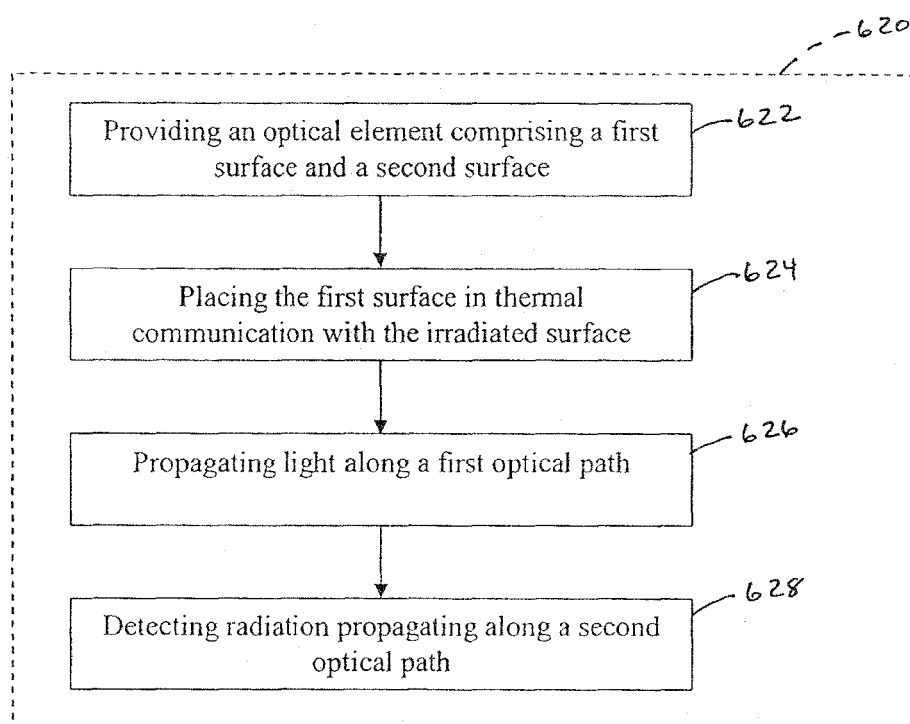 620
Providing an optical element comprising a first
surface and a second surface
622
Placing the first surface in thermal
communication with the irradiated surface
624
Propagating light along a first optical path
626
Detecting radiation propagating along a second
optical path
628